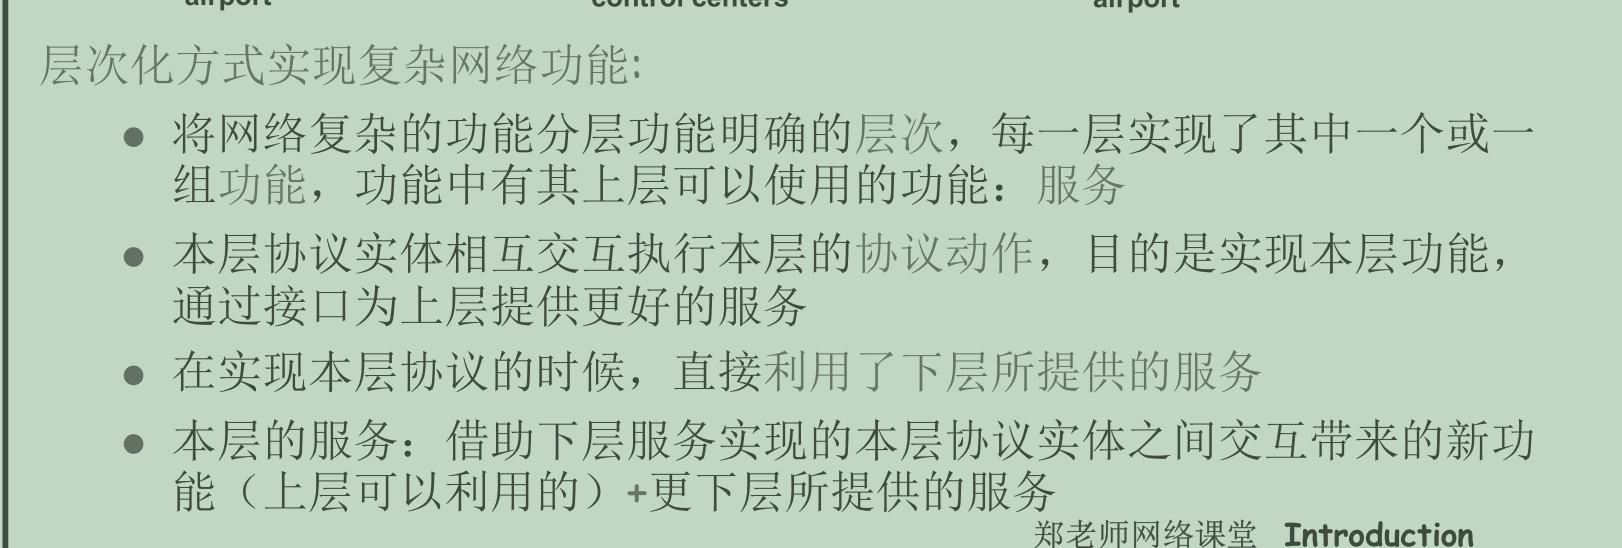 airport control centers airport
层次化方式实现复杂网络功能:
● 将网络复杂的功能分层功能明确的层次，每一层实现了其中一个或一
组功能，功能中有其上层可以使用的功能：服务
● 本层协议实体相互交互执行本层的协议动作，目的是实现本层功能，
通过接口为上层提供更好的服务
● 在实现本层协议的时候，直接利用了下层所提供的服务
● 本层的服务：借助下层服务实现的本层协议实体之间交互带来的新功
能（上层可以利用的）+更下层所提供的服务
郑老师网络课堂 Introduction